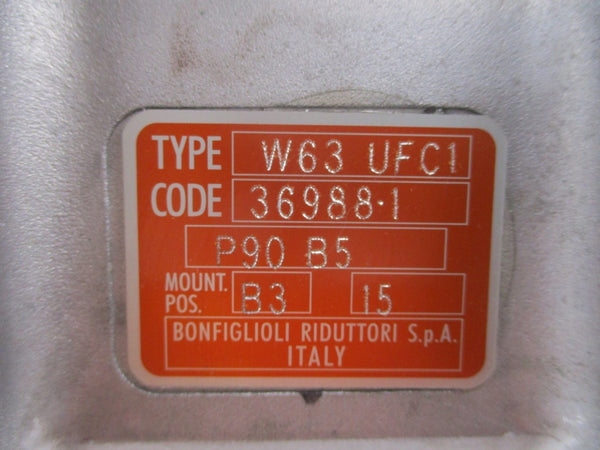 TYPE W63 UFC1
CODE 36988-1
P90 B5
MOUNT. POS. B3 15
BONFIGLIOLI RIDUTTORI S.p.A.
ITALY